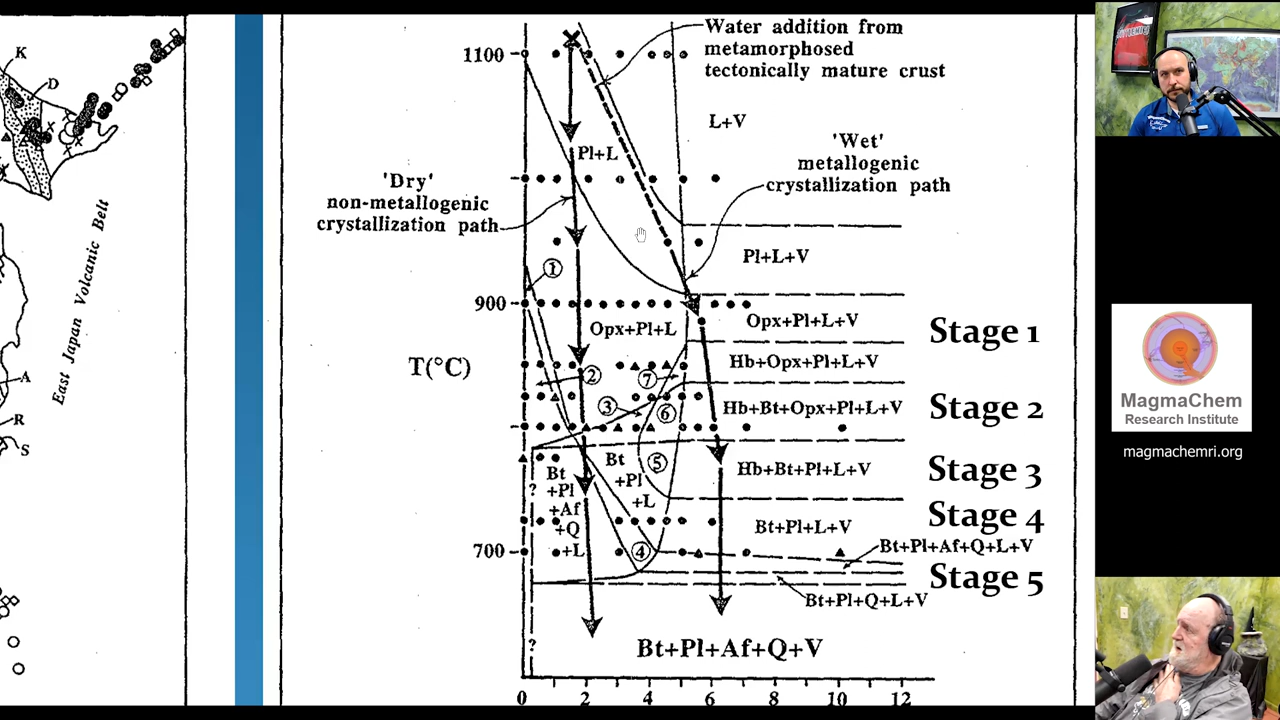 K
D
East Japan Volcanic Belt
A
R
S
Water addition from
metamorphosed
tectonically mature crust
1100
L+V
'Wet'
metallogenic
crystallization path
Pl+L
'Dry'
non-metallogenic
crystallization path
Pl+L+V
1
900
Opx+Pl+L
Opx+Pl+L+V
Stage 1
T(°C)
Hb+Opx+Pl+L+V
2
7
3
6
Hb+Bt+Opx+Pl+L+V
Stage 2
Bt
+Pl
+L
5
Hb+Bt+Pl+L+V
Stage 3
?
Bt
+Pl
+Af
+Q
+L
Bt+Pl+L+V
Stage 4
700
4
Bt+Pl+Af+Q+L+V
Stage 5
Bt+Pl+Q+L+V
?
Bt+Pl+Af+Q+V
0 2 4 6 8 10 12
MagmaChem
Research Institute
magmachemri.org